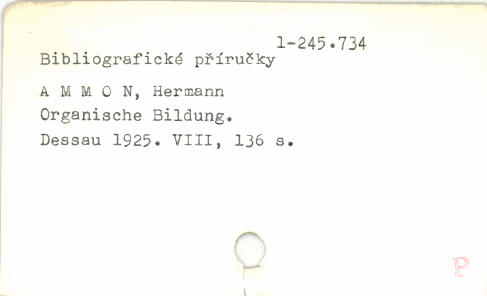 1-245.734
Bibliografické příručky
A M M O N, Hermann
Organische Bildung.
Dessau 1925. VIII, 136 s.
P